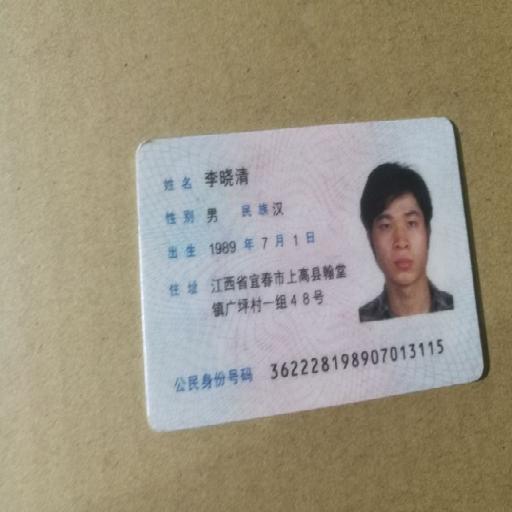 姓名 李晓清
性别 男 民族 汉
出生 1989 年 7 月 1 日
住址 江西省宜春市上高县翰堂
镇广坪村一组48号
公民身份号码 362228198907013115